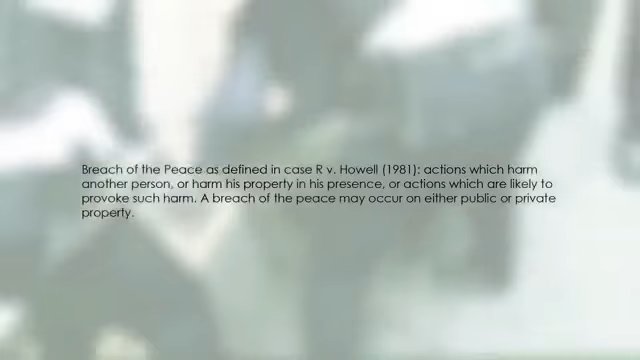 Breach of the Peace as defined in case R v. Howell (1981): actions which harm
another person, or harm his property in his presence, or actions which are likely to
provoke such harm. A breach of the peace may occur on either public or private
property.